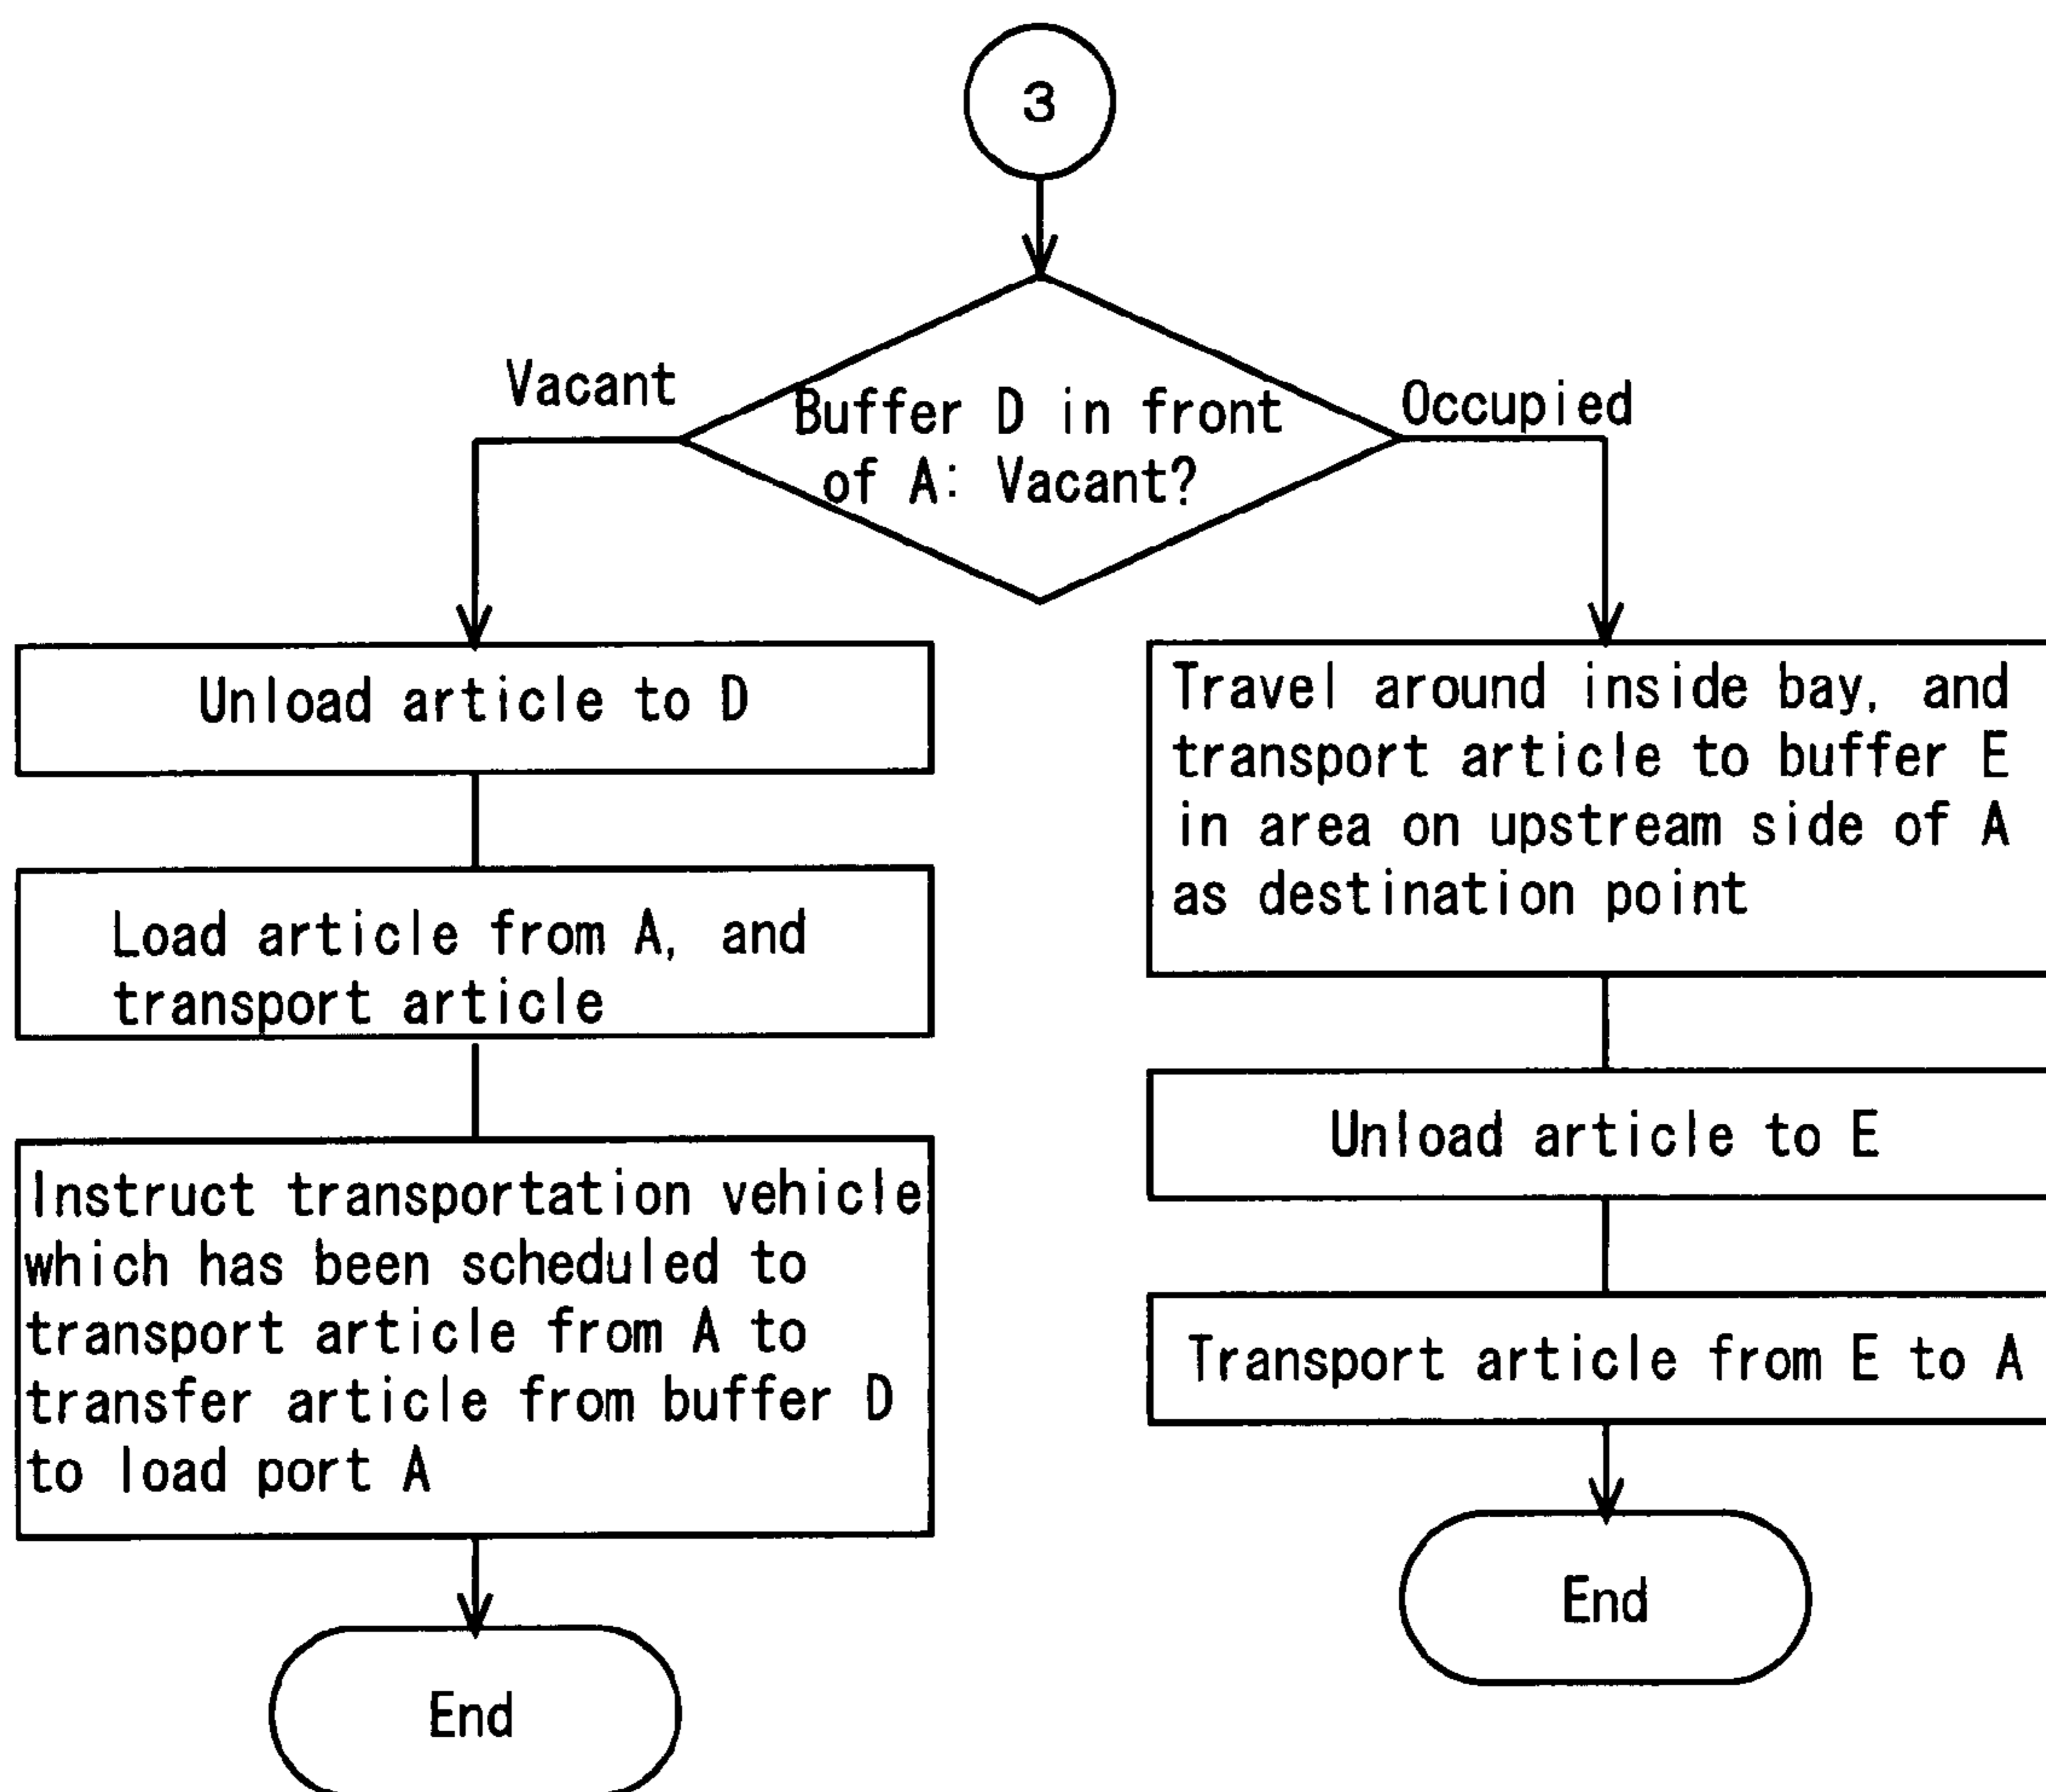 3
Vacant
Buffer D in front
of A: Vacant?
Occupied
Unload article to D
Load article from A, and
transport article
Instruct transportation vehicle
which has been scheduled to
transport article from A to
transfer article from buffer D
to load port A
End
Travel around inside bay, and
transport article to buffer E
in area on upstream side of A
as destination point
Unload article to E
Transport article from E to A
End